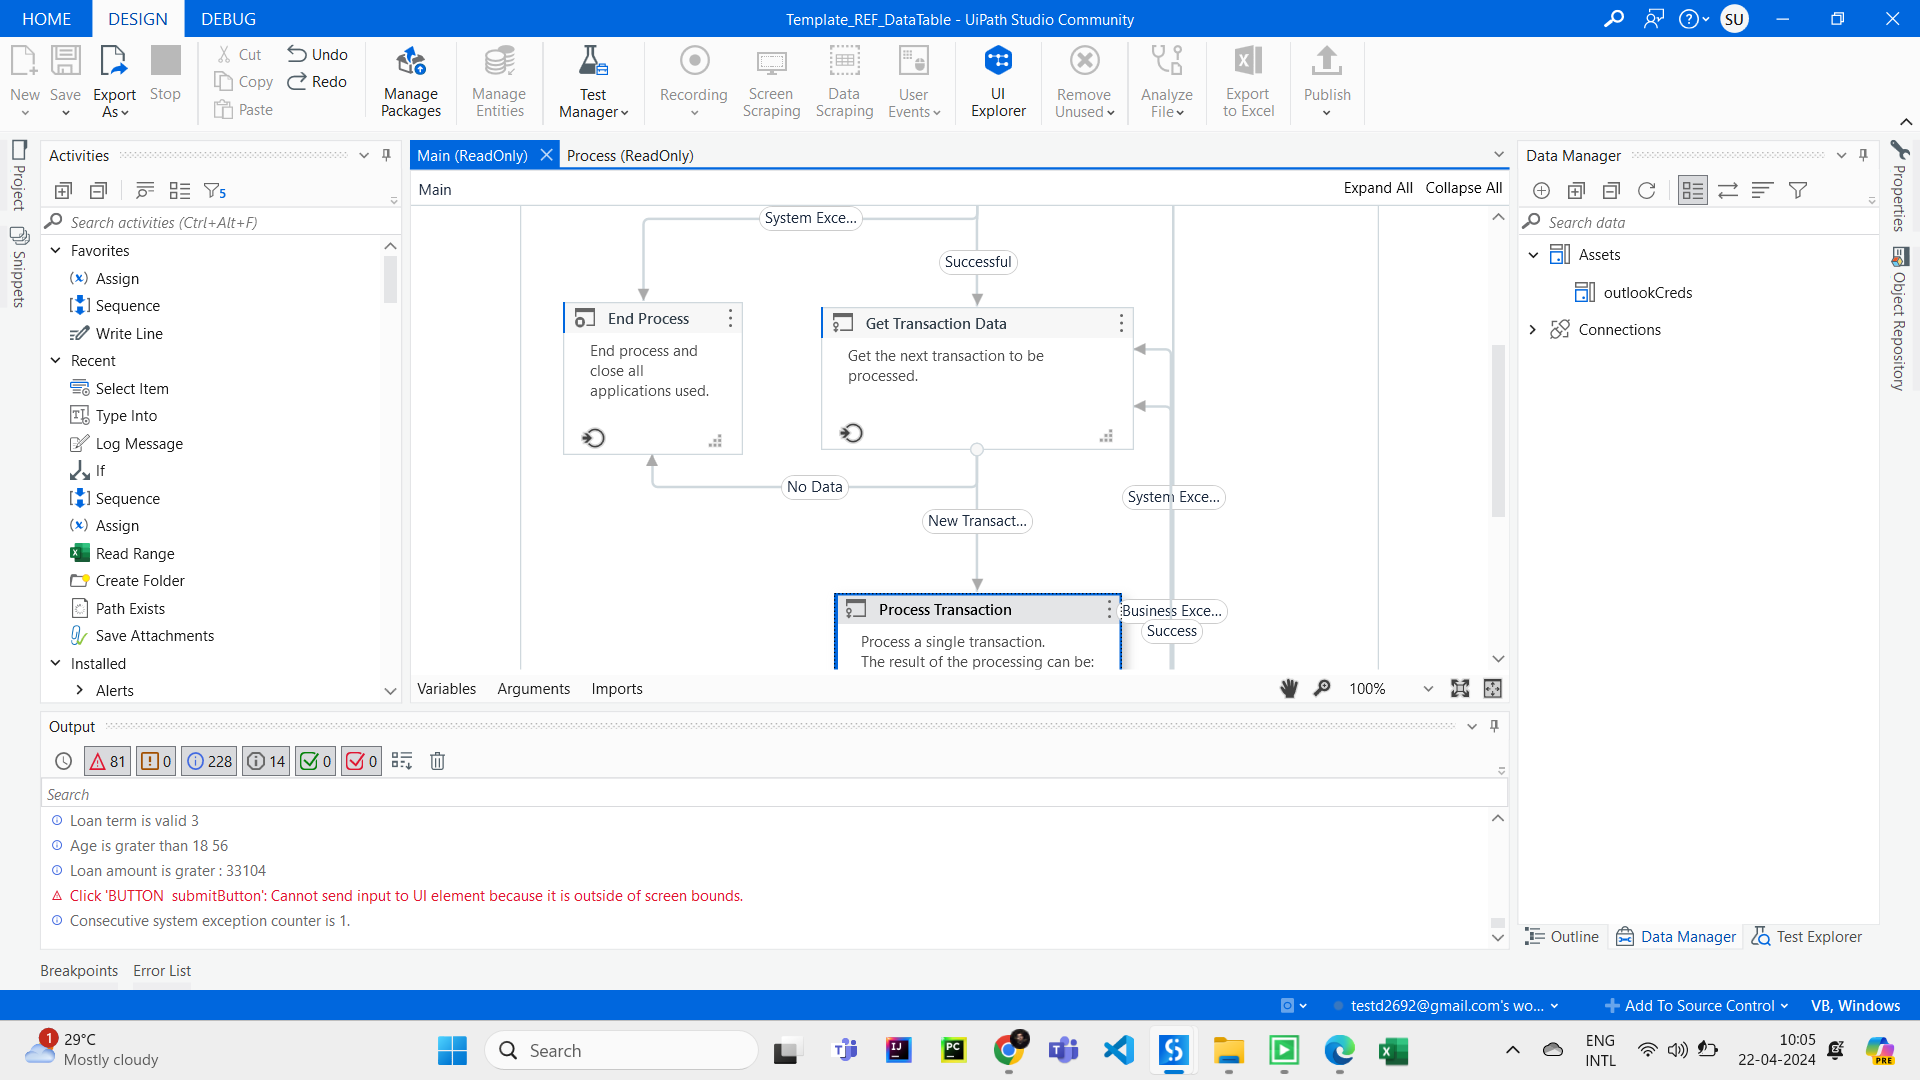 HOME DESIGN DEBUG
Template_REF_DataTable - UiPath Studio Community
SU
New
Save
Export As
Stop
Cut
Copy
Paste
Undo
Redo
Manage Packages
Manage Entities
Test Manager
Recording
Screen Scraping
Data Scraping
User Events
UI Explorer
Remove Unused
Analyze File
Export to Excel
Publish
Project
Snippets
Activities
5
Search activities (Ctrl+Alt+F)
Favorites
Assign
Sequence
Write Line
Recent
Select Item
Type Into
Log Message
If
Sequence
Assign
Read Range
Create Folder
Path Exists
Save Attachments
Installed
Alerts
Main (ReadOnly) Process (ReadOnly)
Main
Expand All Collapse All
System Exce...
Successful
End Process
End process and
close all
applications used.
Get Transaction Data
Get the next transaction to be
processed.
No Data
New Transact...
System Exce...
Process Transaction
Process a single transaction.
The result of the processing can be:
Business Exce...
Success
Variables Arguments Imports
100%
Data Manager
Search data
Assets
outlookCreds
Connections
Properties
Object Repository
Outline Data Manager Test Explorer
Output
81 0 228 14 0 0
Search
Loan term is valid 3
Age is grater than 18 56
Loan amount is grater : 33104
Click 'BUTTON  submitButton': Cannot send input to UI element because it is outside of screen bounds.
Consecutive system exception counter is 1.
Breakpoints Error List
testd2692@gmail.com's wo... Add To Source Control VB, Windows
1
29°C
Mostly cloudy
Search
IJ
PC
ENG
INTL
10:05
22-04-2024
PRE